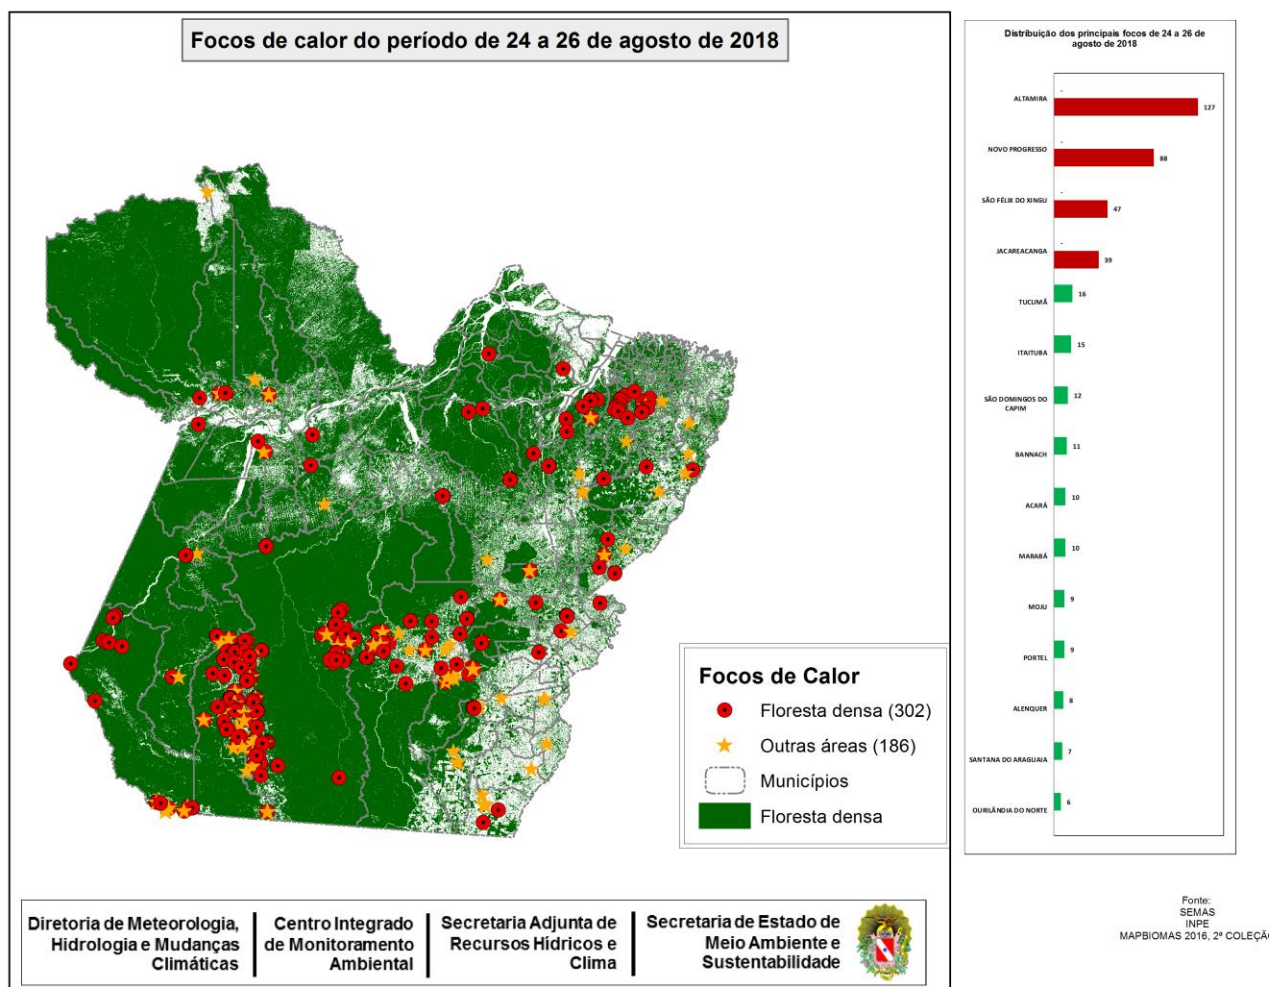 Focos de calor do período de 24 a 26 de agosto de 2018
Focos de Calor
Floresta densa (302)
Outras áreas (186)
Municípios
Floresta densa
Diretoria de Meteorologia,
Hidrologia e Mudanças
Climáticas
Centro Integrado
de Monitoramento
Ambiental
Secretaria Adjunta de
Recursos Hídricos e
Clima
Secretaria de Estado de
Meio Ambiente e
Sustentabilidade
Distribuição dos principais focos de 24 a 26 de
agosto de 2018
-
ALTAMIRA
127
-
NOVO PROGRESSO
88
-
SÃO FÉLIX DO XINGU
47
-
JACAREACANGA
39
TUCUMÃ
16
ITAITUBA
15
SÃO DOMINGOS DO
CAPIM
12
BANNACH
11
ACARÁ
10
MARABÁ
10
MOJU
9
PORTEL
9
ALENQUER
8
SANTANA DO ARAGUAIA
7
OURILÂNDIA DO NORTE
6
Fonte:
SEMAS
INPE
MAPBIOMAS 2016, 2ª COLEÇÃO